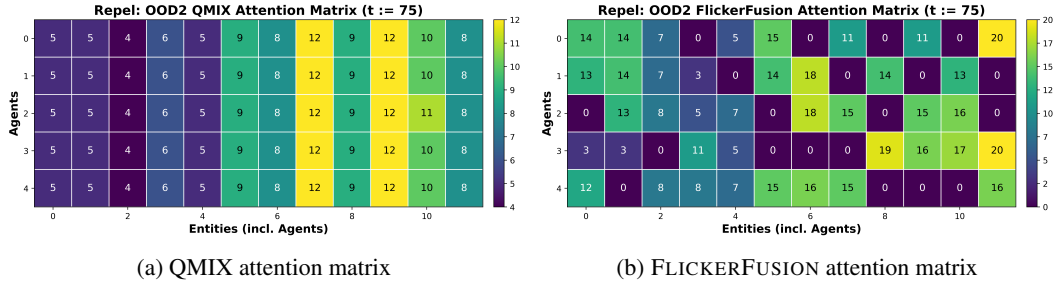 Repel: OOD2 QMIX Attention Matrix (t := 75)
Agents
0 5 5 4 6 5 9 8 12 9 12 10 8
1 5 5 4 6 5 9 8 12 9 12 10 8
2 5 5 4 6 5 9 8 12 9 12 11 8
3 5 5 4 6 5 9 8 12 9 12 10 8
4 5 5 4 6 5 9 8 12 9 12 10 8
0 2 4 6 8 10
Entities (incl. Agents)
12
11
10
9
8
7
6
5
4
(a) QMIX attention matrix
Repel: OOD2 FlickerFusion Attention Matrix (t := 75)
Agents
0 14 14 7 0 5 15 0 11 0 11 0 20
1 13 14 7 3 0 14 18 0 14 0 13 0
2 0 13 8 5 7 0 18 15 0 15 16 0
3 3 3 0 11 5 0 0 0 19 16 17 20
4 12 0 8 8 7 15 16 15 0 0 0 16
0 2 4 6 8 10
Entities (incl. Agents)
20.0
17.5
15.0
12.5
10.0
7.5
5.0
2.5
0.0
(b) FLICKERFUSION attention matrix